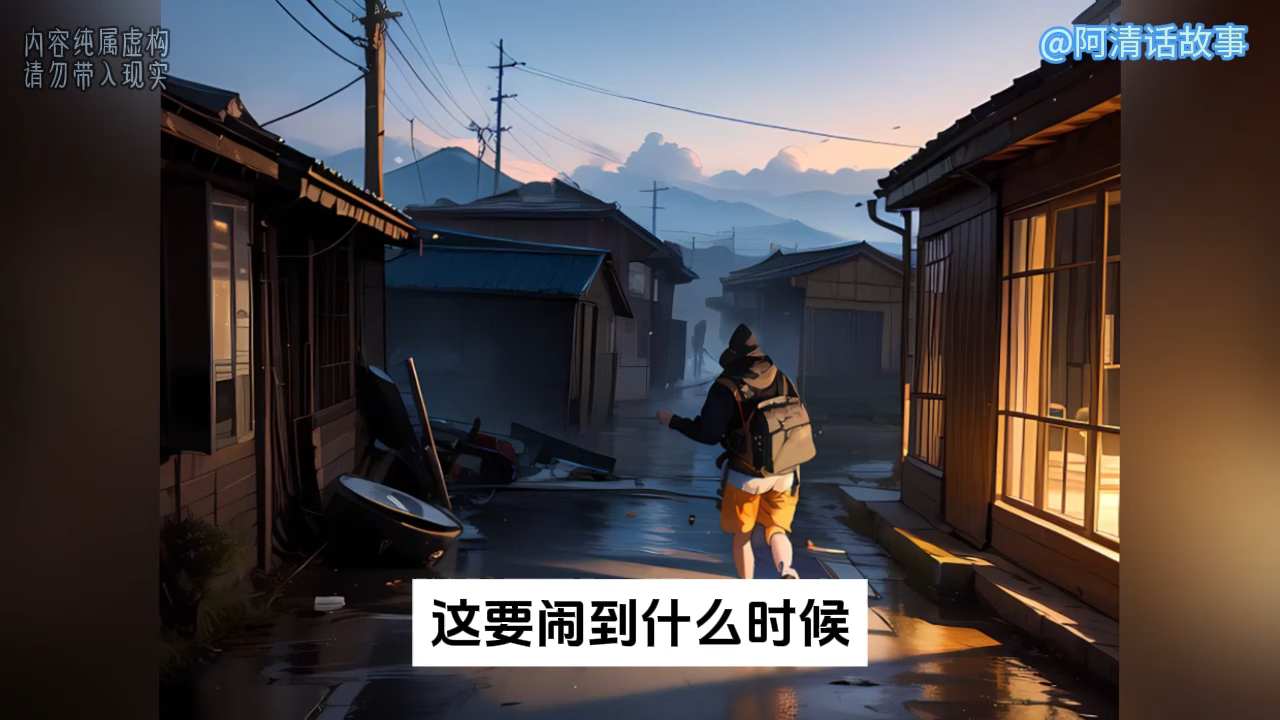 内容纯属虚构
请勿带入现实
@阿清话故事
这要闹到什么时候